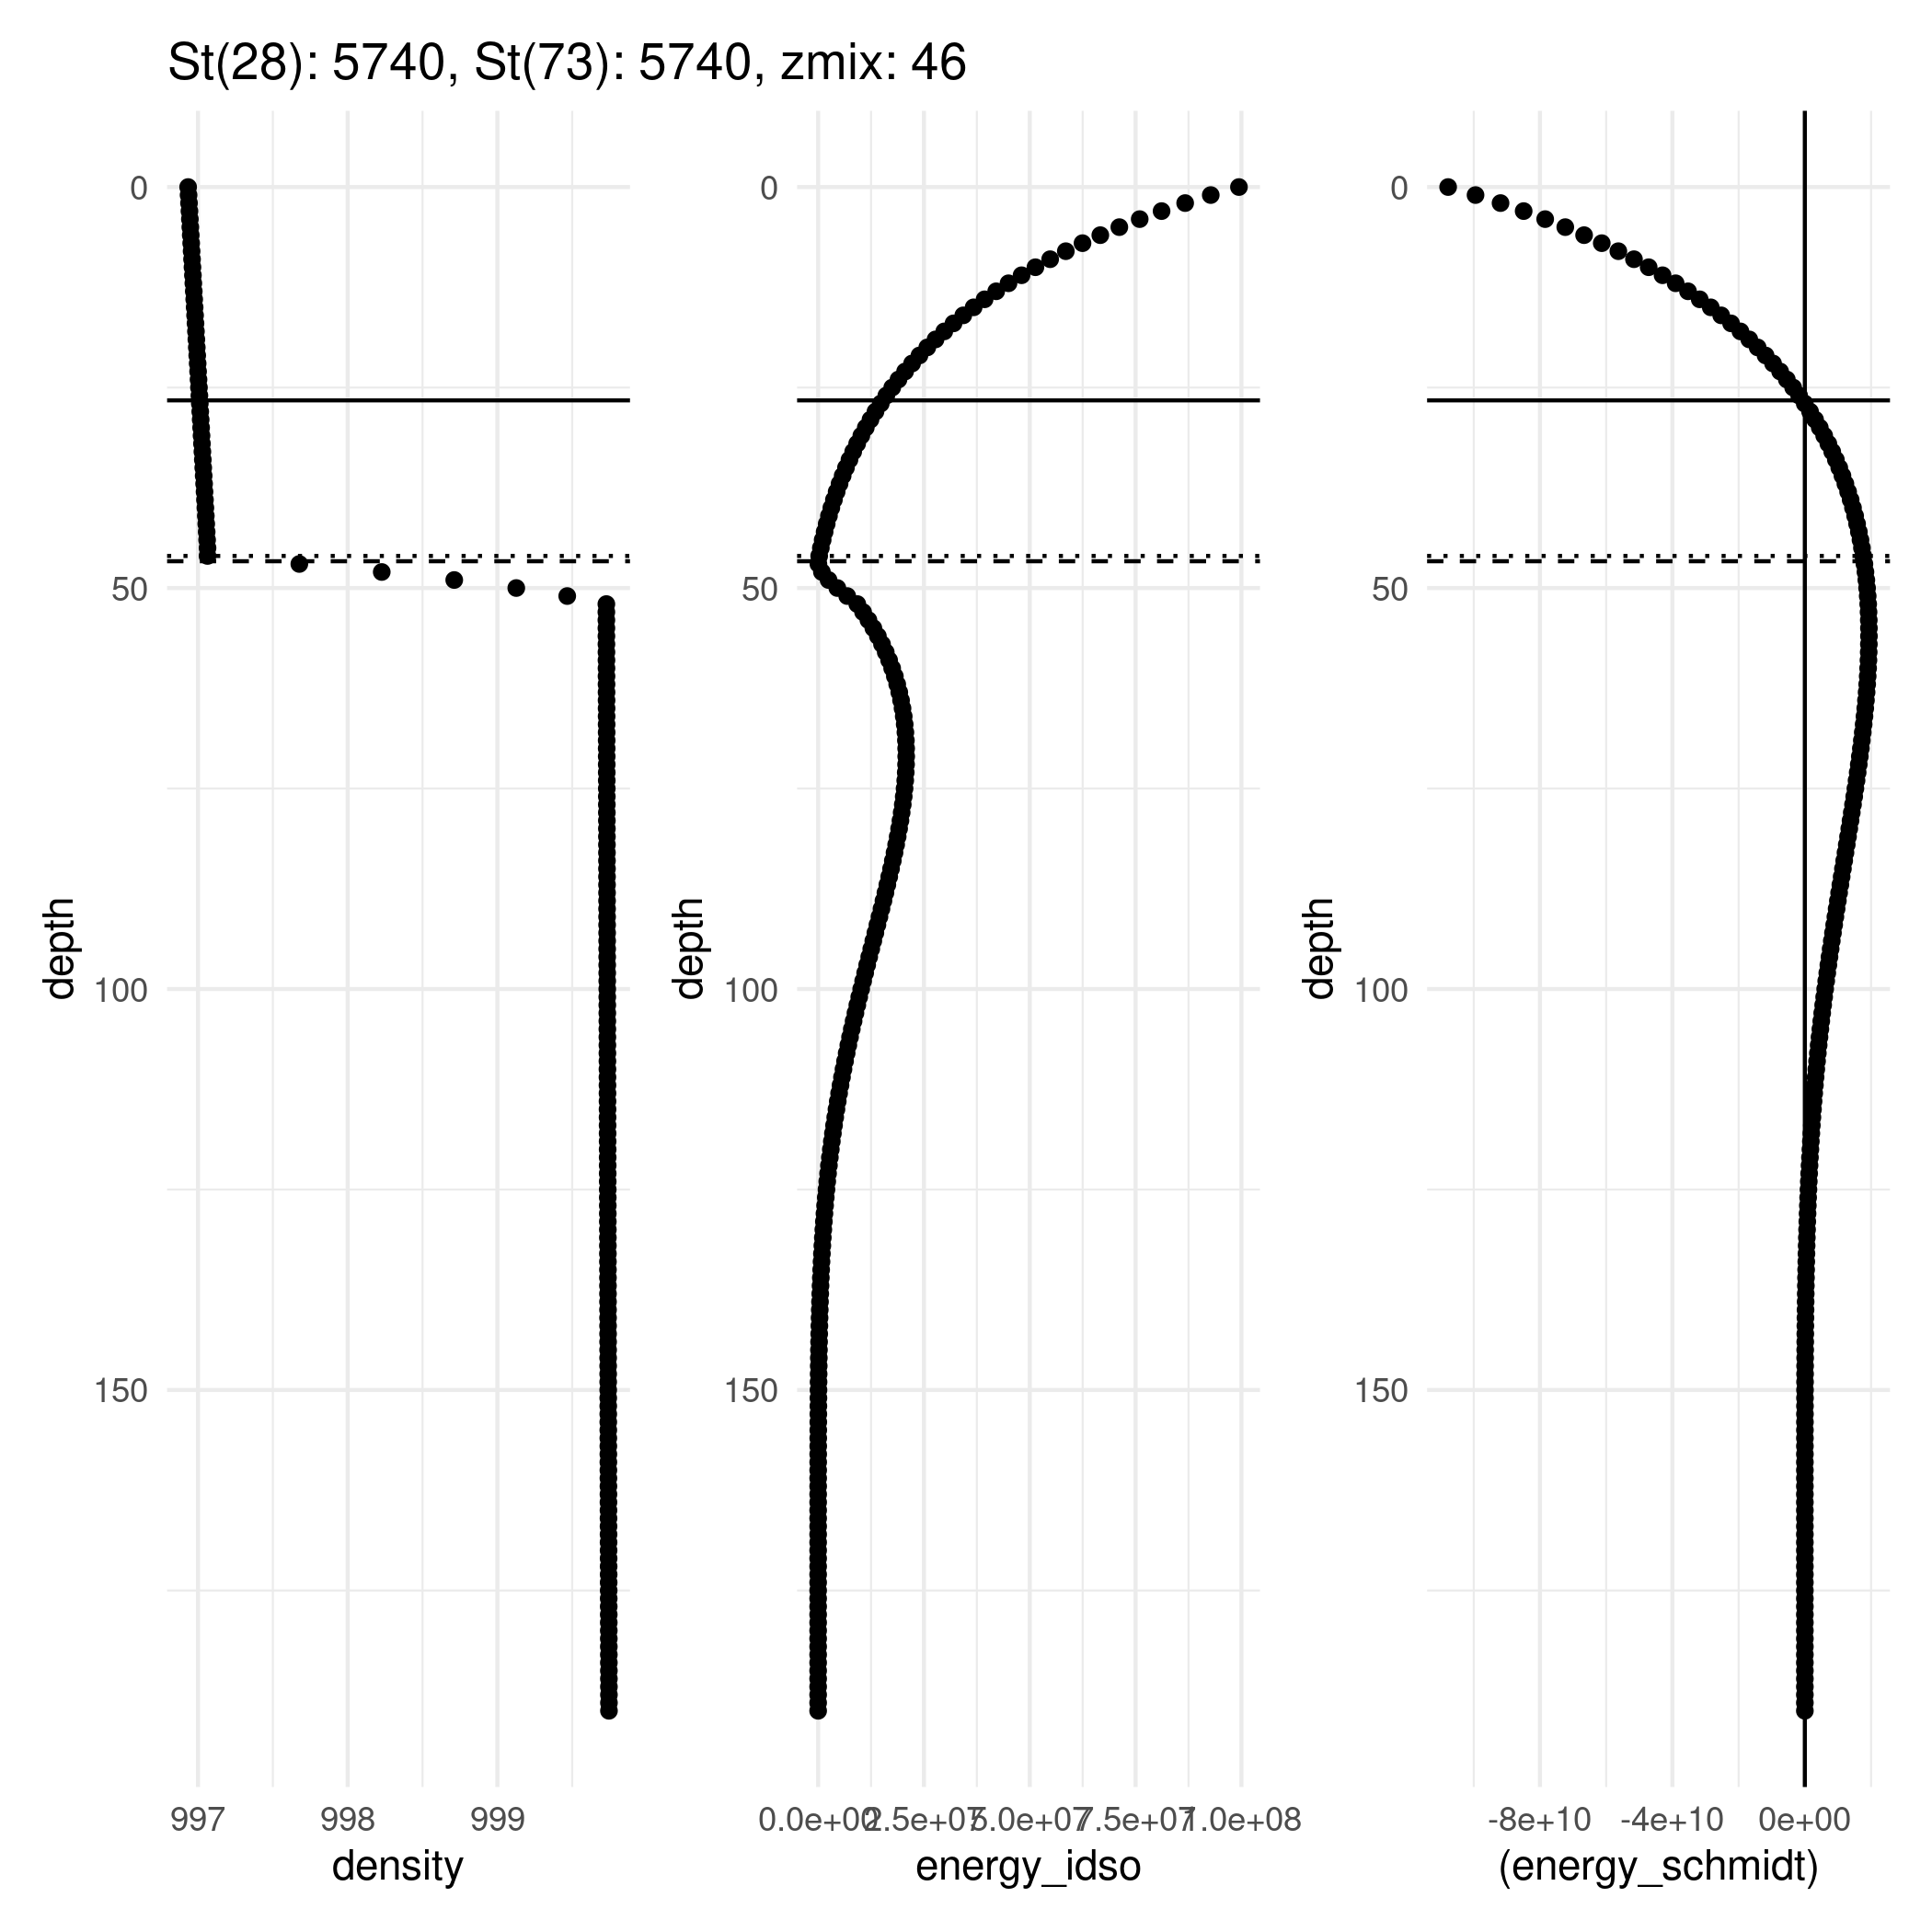 St(28): 5740, St(73): 5740, zmix: 46
0
50
100
150
depth
997 998 999
density
0
50
100
150
depth
0.0e+00 2.5e+07 5.0e+07 7.5e+07 1.0e+08
energy_idso
0
50
100
150
depth
-8e+10 -4e+10 0e+00
(energy_schmidt)